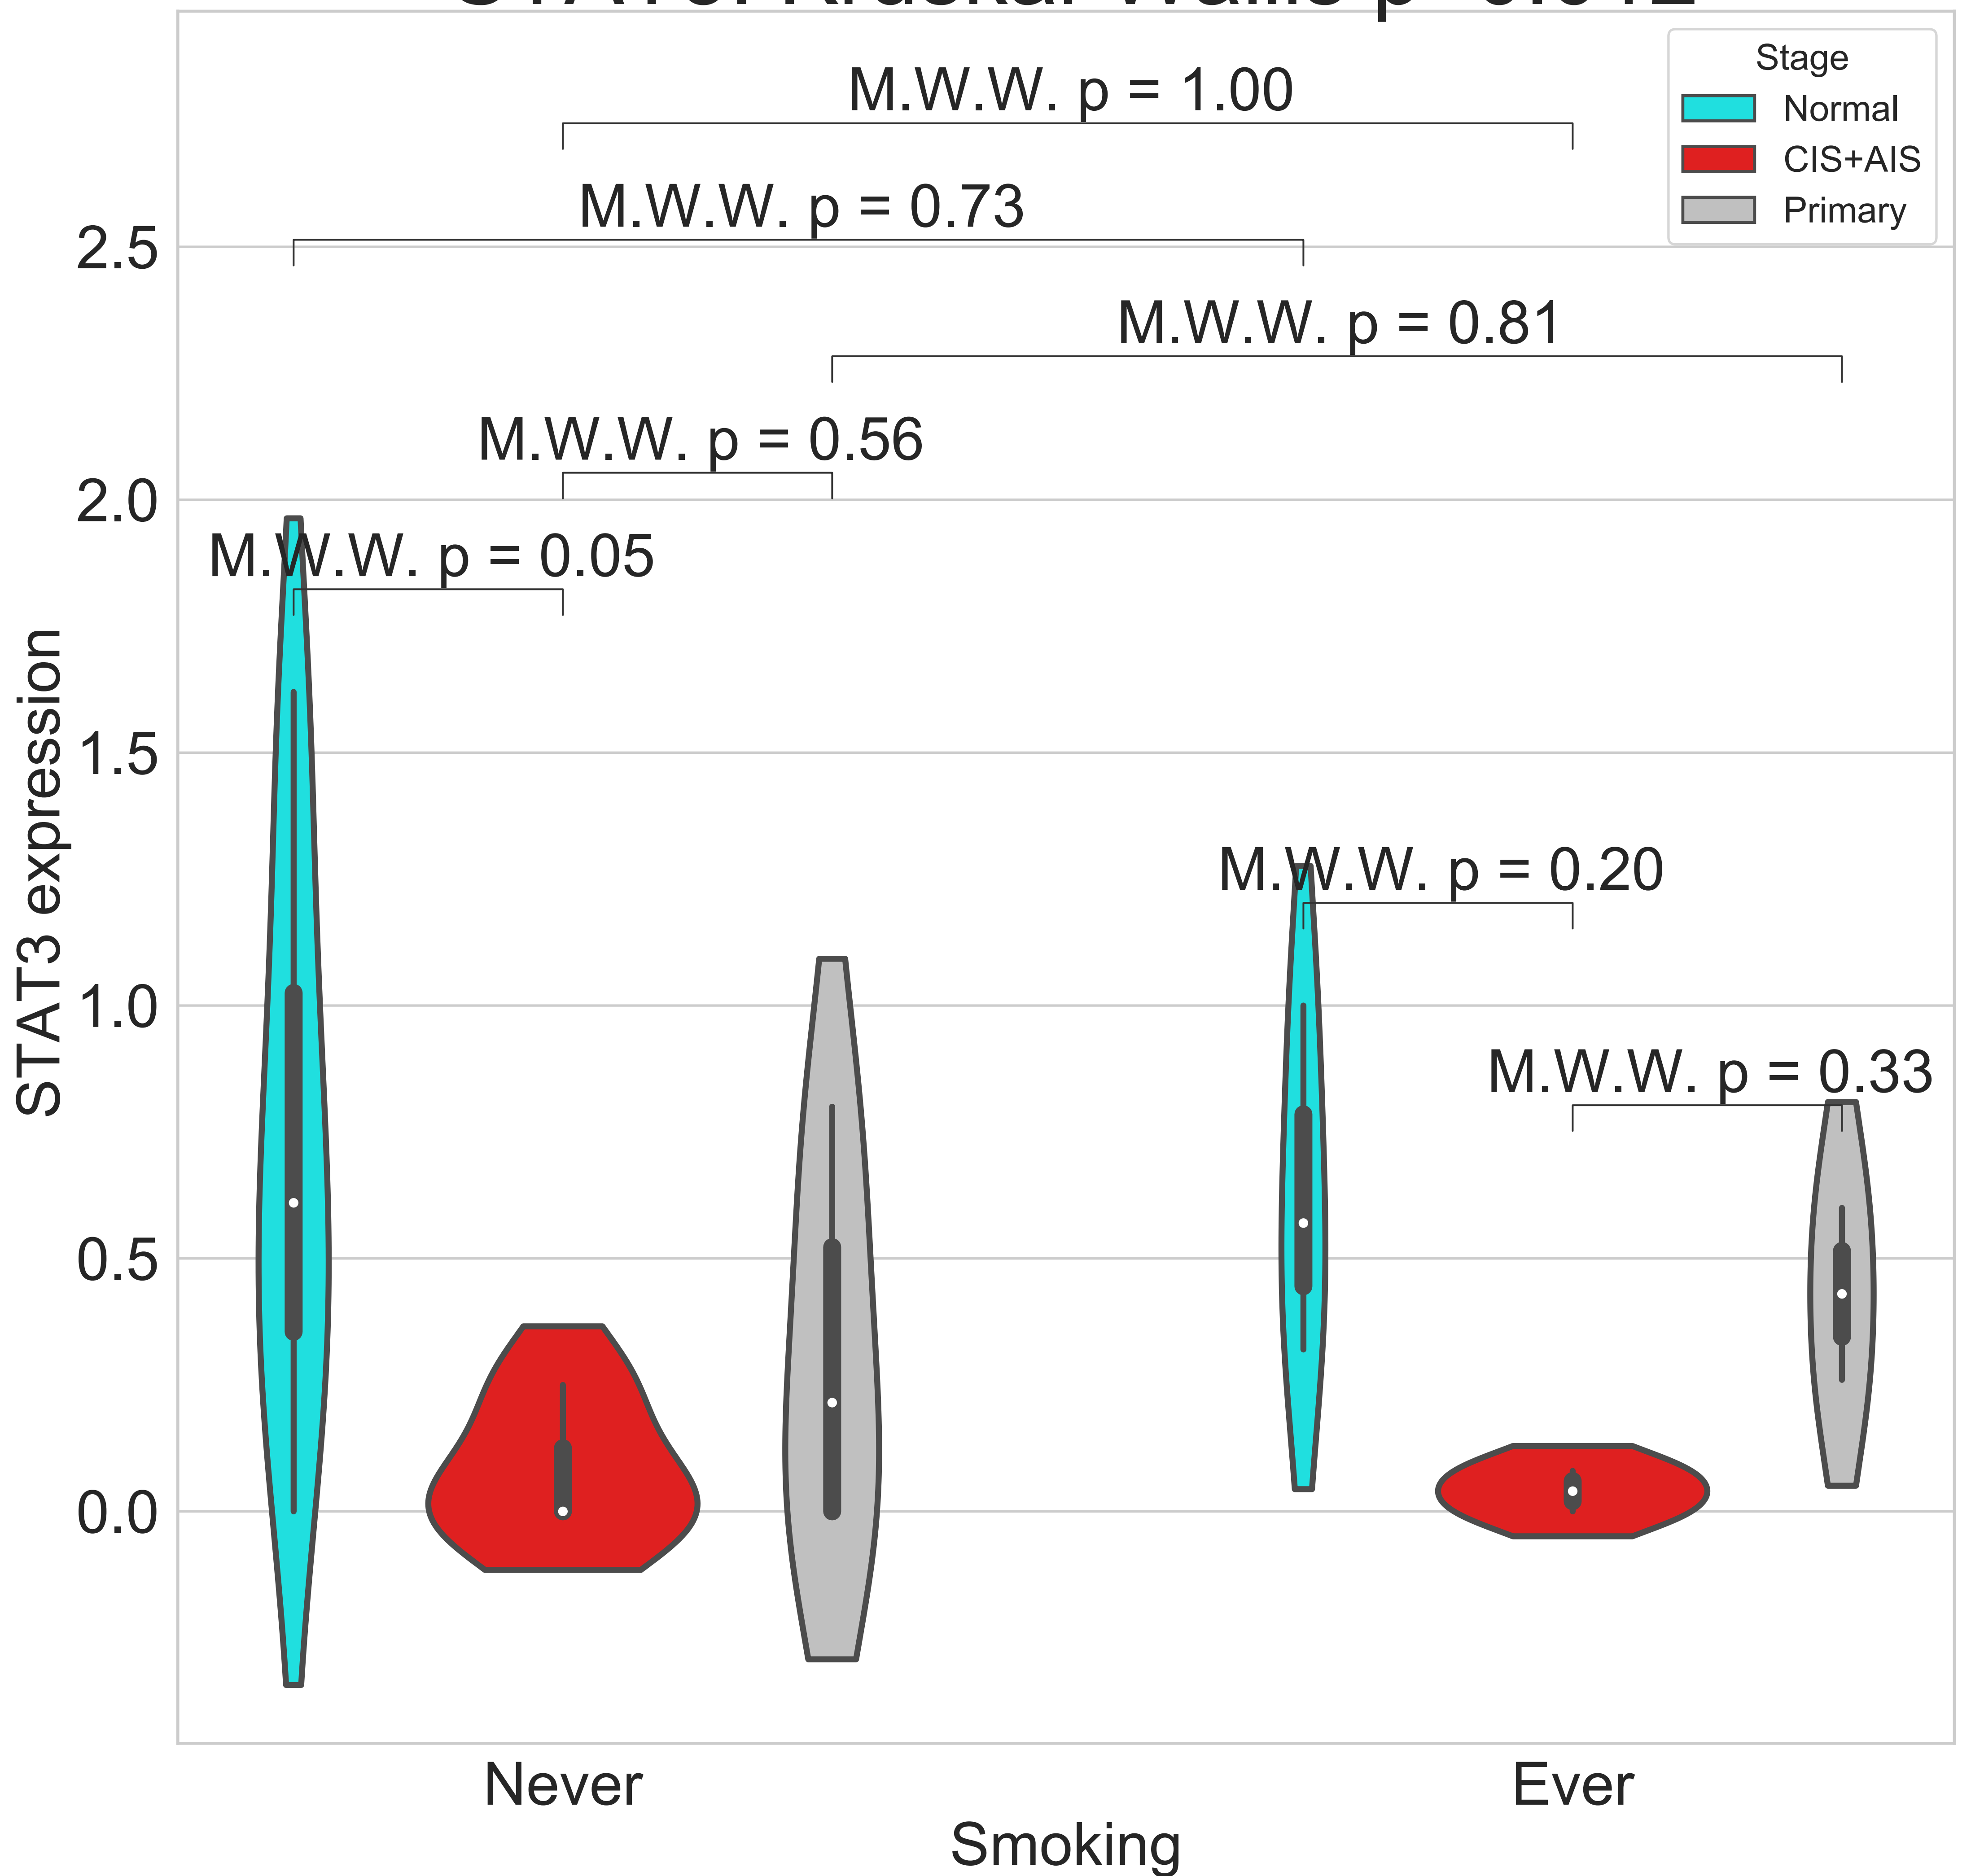 Stage
Normal
CIS+AIS
Primary
M.W.W. p = 1.00
M.W.W. p = 0.73
M.W.W. p = 0.81
M.W.W. p = 0.56
M.W.W. p = 0.05
M.W.W. p = 0.20
M.W.W. p = 0.33
2.5
2.0
1.5
1.0
0.5
0.0
STAT3 expression
Never
Ever
Smoking